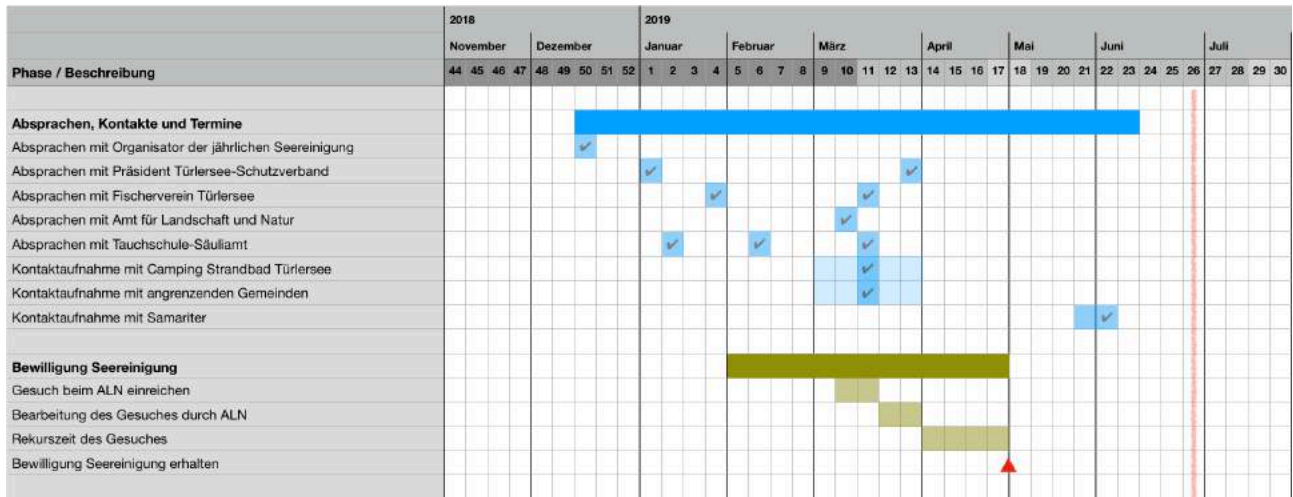 2018 2019
November Dezember Januar Februar März April Mai Juni Juli
Phase / Beschreibung 44 45 46 47 48 49 50 51 52 1 2 3 4 5 6 7 8 9 10 11 12 13 14 15 16 17 18 19 20 21 22 23 24 25 26 27 28 29 30
Absprachen, Kontakte und Termine
Absprachen mit Organisator der jährlichen Seereinigung
Absprachen mit Präsident Türlersee-Schutzverband
Absprachen mit Fischerverein Türlersee
Absprachen mit Amt für Landschaft und Natur
Absprachen mit Tauchschule-Säuliamt
Kontaktaufnahme mit Camping Strandbad Türlersee
Kontaktaufnahme mit angrenzenden Gemeinden
Kontaktaufnahme mit Samariter
Bewilligung Seereinigung
Gesuch beim ALN einreichen
Bearbeitung des Gesuches durch ALN
Rekurszeit des Gesuches
Bewilligung Seereinigung erhalten